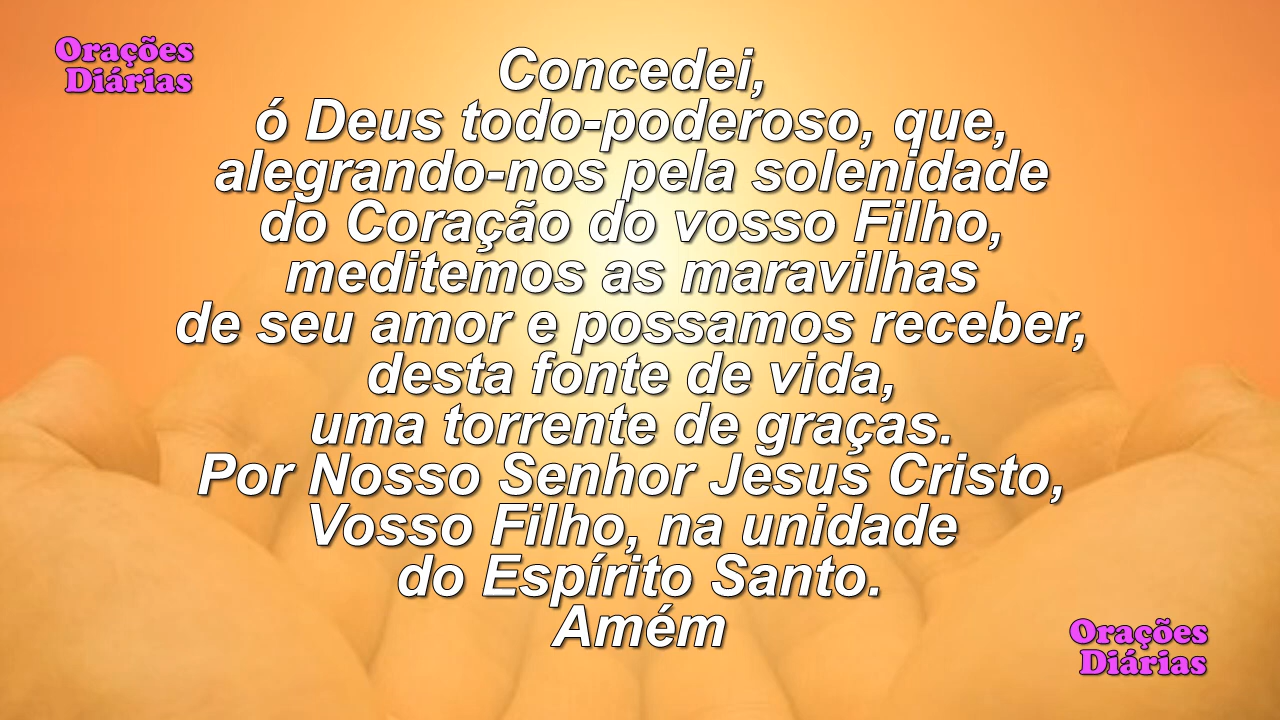 Orações
Diárias
Concedei,
ó Deus todo-poderoso, que,
alegrando-nos pela solenidade
do Coração do vosso Filho,
meditemos as maravilhas
de seu amor e possamos receber,
desta fonte de vida,
uma torrente de graças.
Por Nosso Senhor Jesus Cristo,
Vosso Filho, na unidade
do Espírito Santo.
Amém
Orações
Diárias